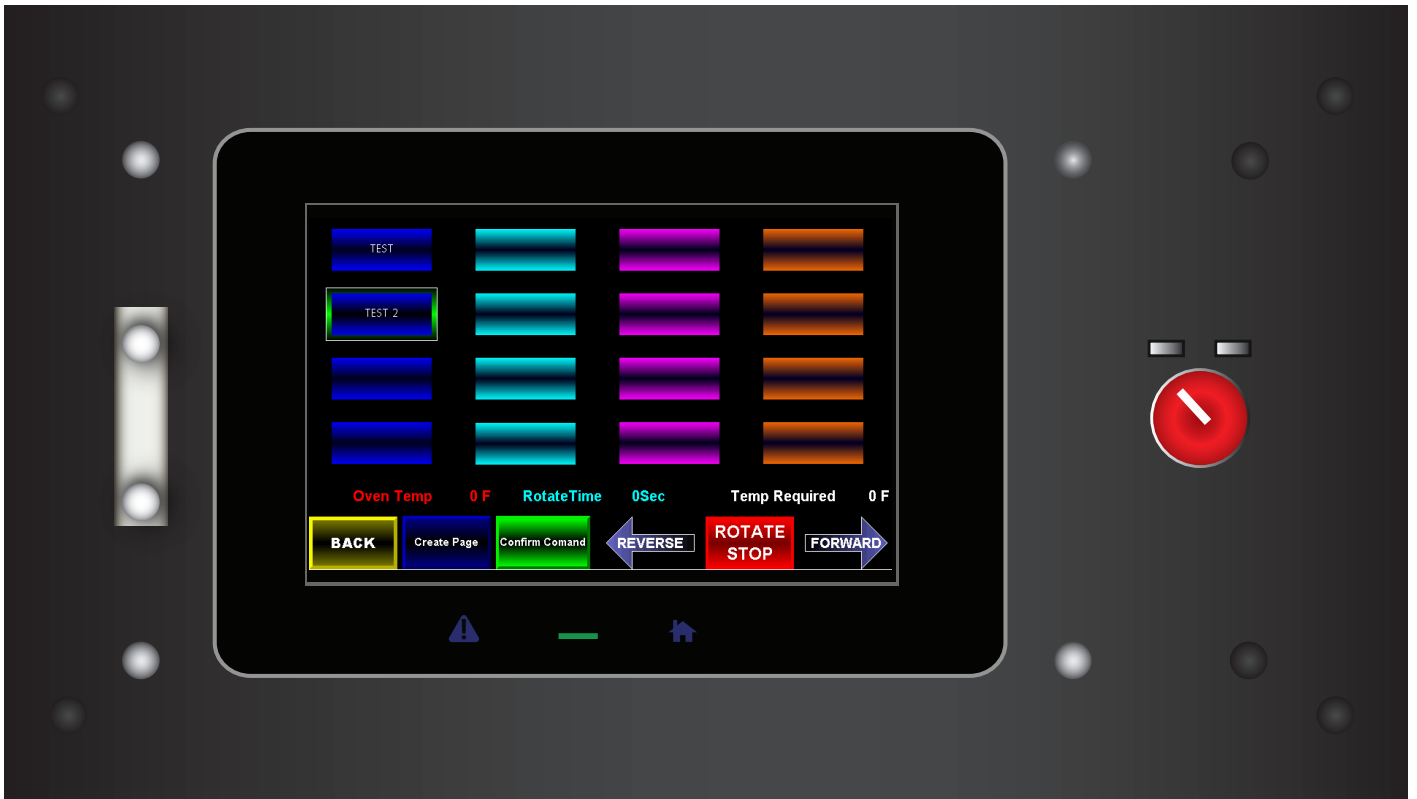 TEST
TEST 2
Oven Temp 0 F RotateTime 0Sec Temp Required 0 F
BACK Create Page Confirm Comand REVERSE ROTATE STOP FORWARD